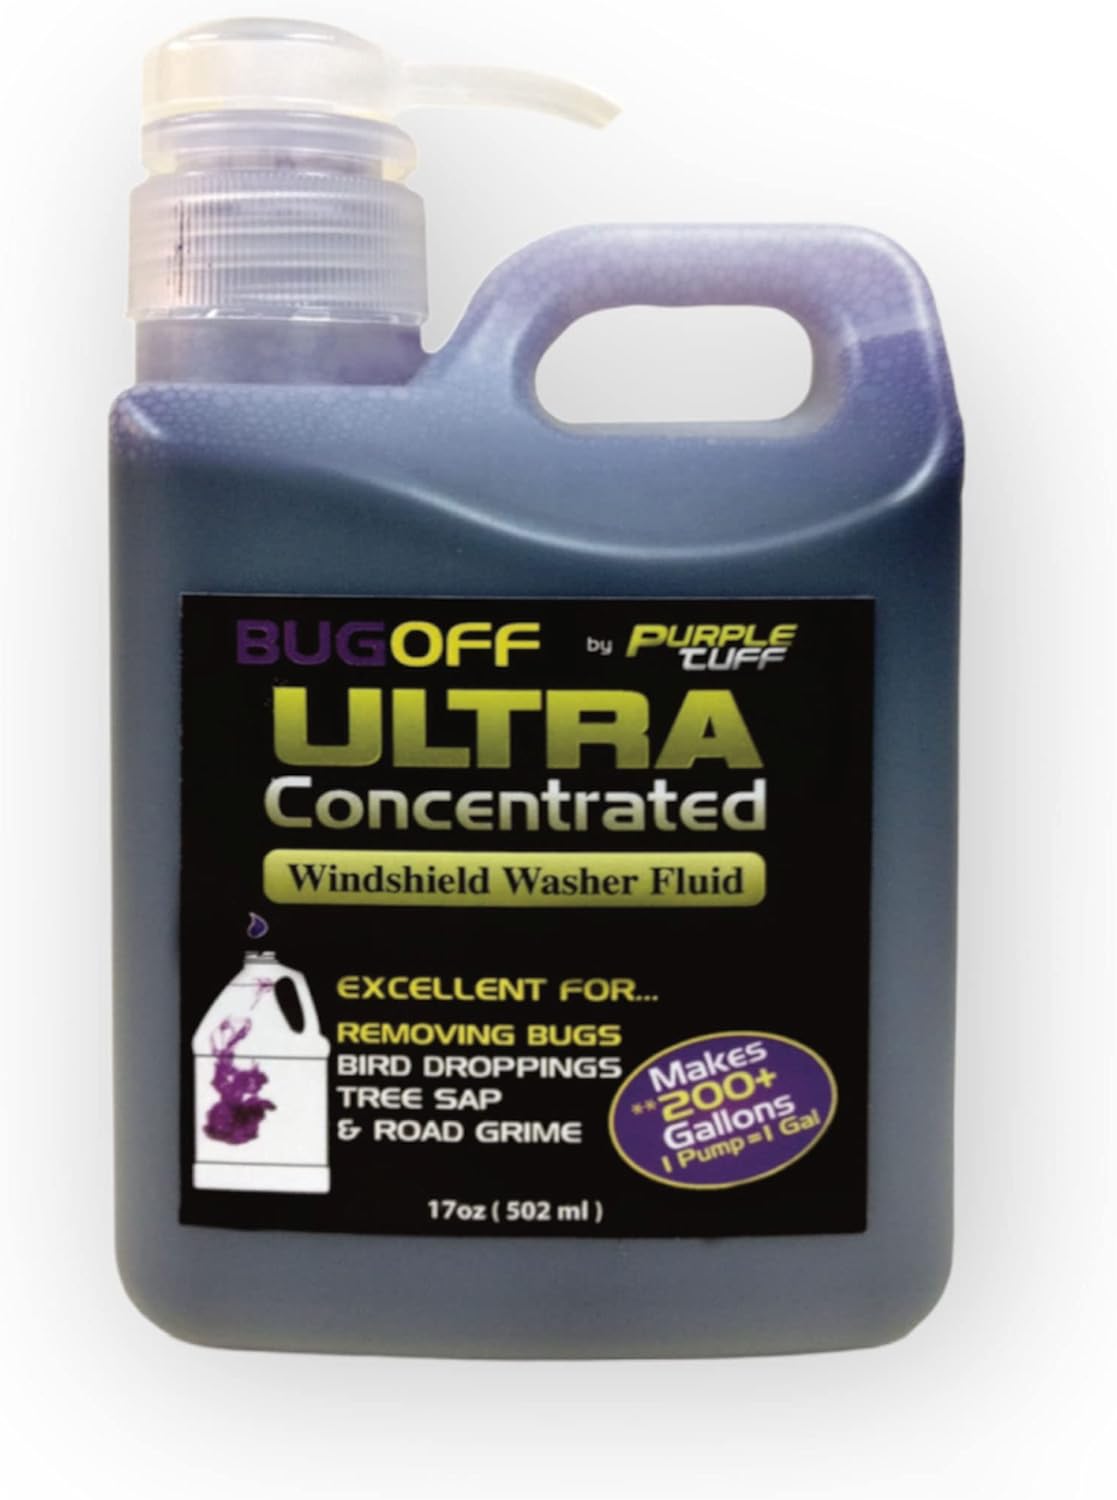 BUGOFF by PURPLE TUFF
ULTRA
Concentrated
Windshield Washer Fluid
EXCELLENT FOR...
REMOVING BUGS
BIRD DROPPINGS
TREE SAP
& ROAD GRIME
Makes
**200+
Gallons
1 Pump=1 Gal
17oz ( 502 ml )